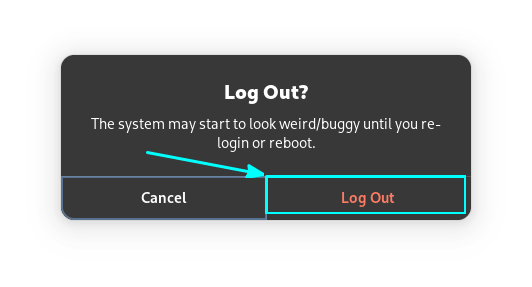 Log Out?
The system may start to look weird/buggy until you re-
login or reboot.
Cancel
Log Out